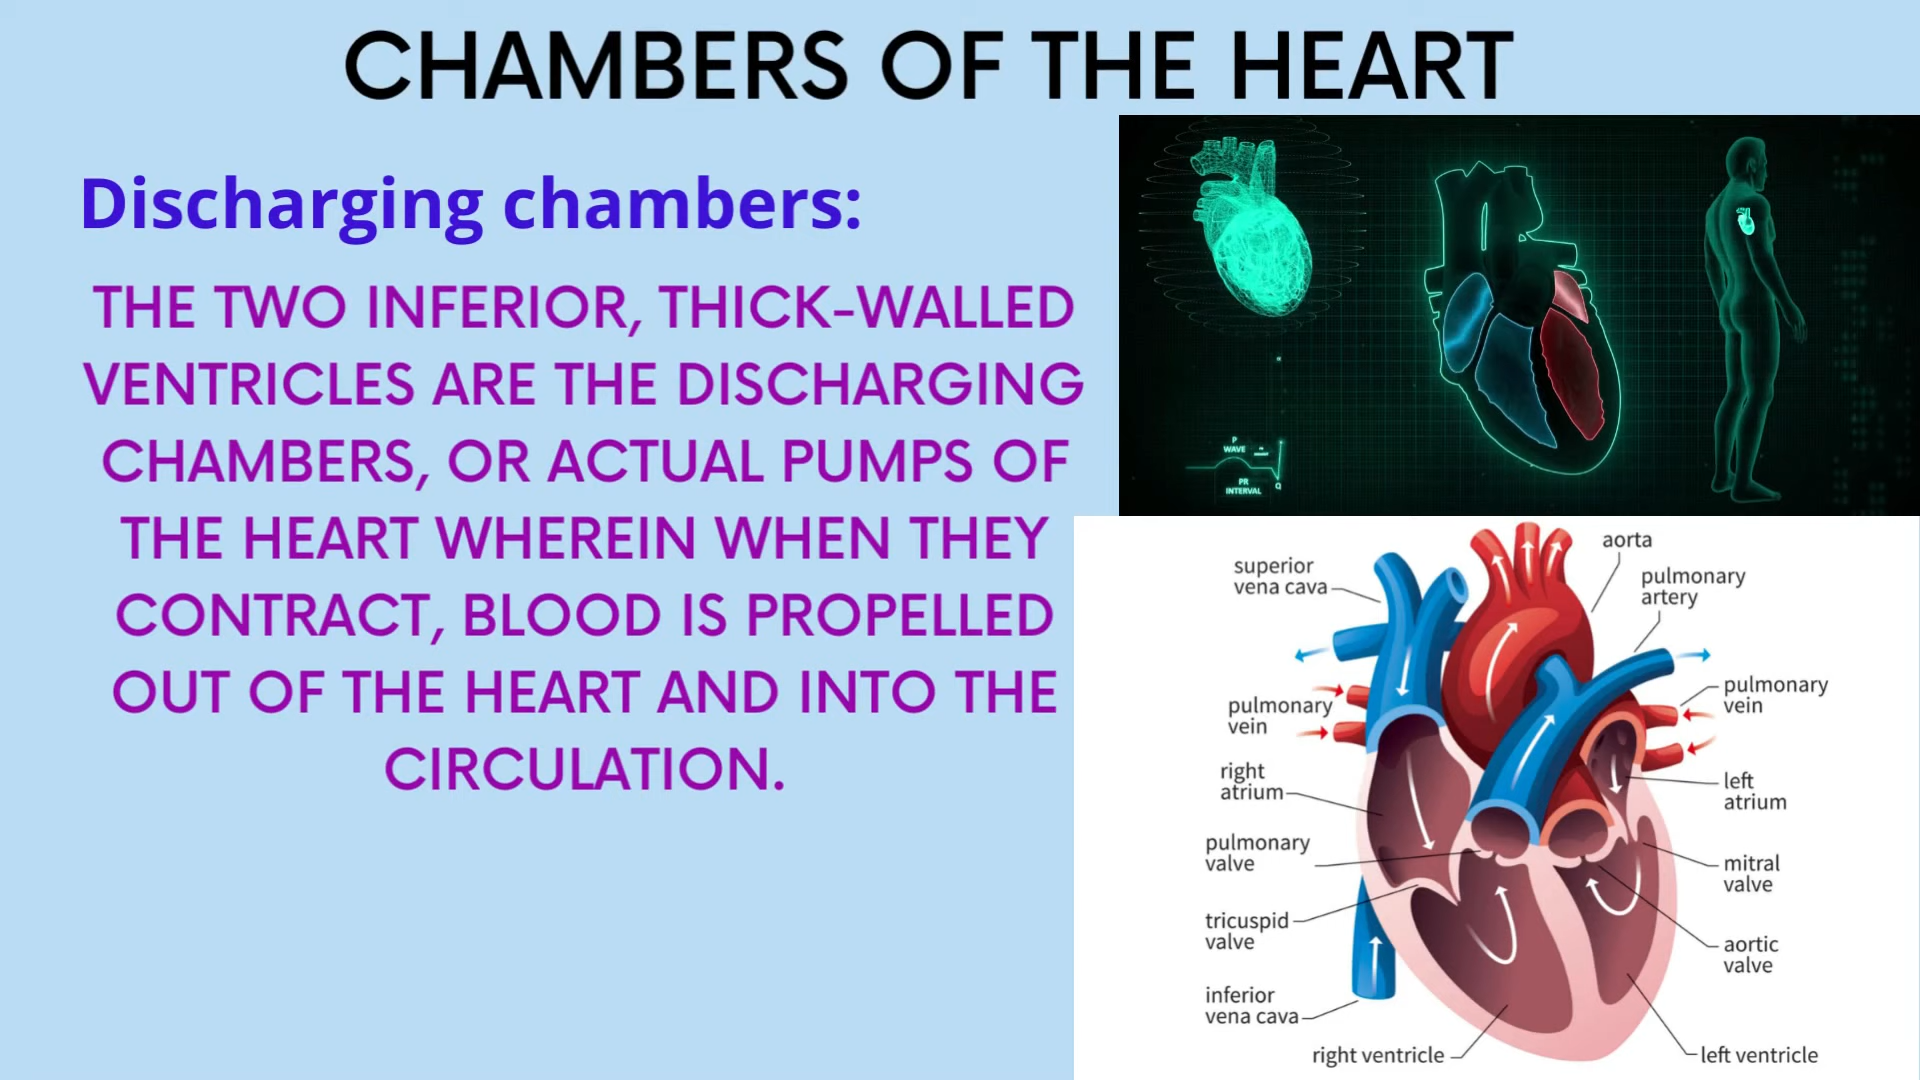 CHAMBERS OF THE HEART
Discharging chambers:
THE TWO INFERIOR, THICK-WALLED
VENTRICLES ARE THE DISCHARGING
CHAMBERS, OR ACTUAL PUMPS OF
THE HEART WHEREIN WHEN THEY
CONTRACT, BLOOD IS PROPELLED
OUT OF THE HEART AND INTO THE
CIRCULATION.
P
WAVE
PR
INTERVAL
Q
aorta
superior
vena cava
pulmonary
artery
pulmonary
vein
pulmonary
vein
right
atrium
left
atrium
pulmonary
valve
mitral
valve
tricuspid
valve
aortic
valve
inferior
vena cava
right ventricle
left ventricle